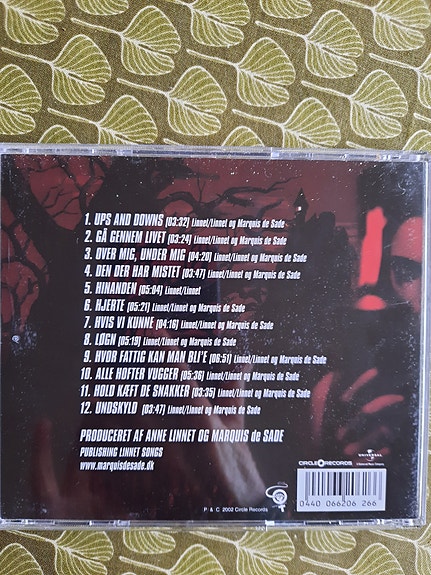 1. UPS AND DOWNS [03:32] Linnet/Linnet og Marquis de Sade
2. GÅ GENNEM LIVET [03:24] Linnet/Linnet og Marquis de Sade
3. OVER MIG, UNDER MIG [04:20] Linnet/Linnet og Marquis de Sade
4. DEN DER HAR MISTET [03:47] Linnet/Linnet og Marquis de Sade
5. HINANDEN [05:04] Linnet/Linnet
6. HJERTE [05:21] Linnet/Linnet og Marquis de Sade
7. HVIS VI KUNNE [04:16] Linnet/Linnet og Marquis de Sade
8. LØGN [05:19] Linnet/Linnet og Marquis de Sade
9. HVOR FATTIG KAN MAN BLI'E [06:51] Linnet/Linnet og Marquis de Sade
10. ALLE HOFTER VUGGER [05:36] Linnet/Linnet og Marquis de Sade
11. HOLD KÆFT DE SNAKKER [03:35] Linnet/Linnet og Marquis de Sade
12. UNDSKYLD [03:47] Linnet/Linnet og Marquis de Sade
PRODUCERET AF ANNE LINNET OG MARQUIS de SADE
PUBLISHING LINNET SONGS
www.marquisdesade.dk
CIRCLE RECORDS
UNIVERSAL
0440 066206 266
P & C 2002 Circle Records